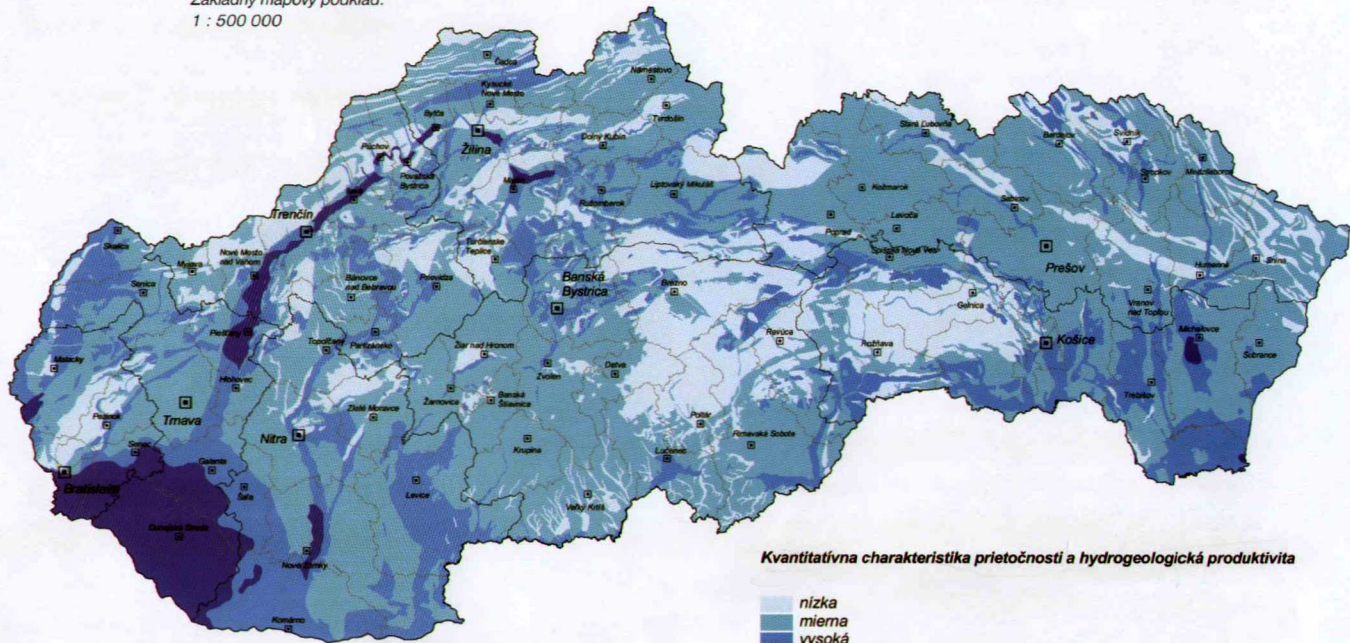 Základný mapový podklad:
1 : 500 000
Čadca
Kysucké
Nové Mesto
Námestovo
Tvrdošín
Bytča
Žilina
Dolný Kubín
Stará Ľubovňa
Bardejov
Svidník
Stropkov
Medzilaborce
Púchov
Považská
Bystrica
Martin
Ružomberok
Liptovský Mikuláš
Kežmarok
Sabinov
Levoča
Poprad
Trenčín
Skalica
Nové Mesto
nad Váhom
Myjava
Turčianske
Teplice
Spišská Nová Ves
Prešov
Humenné
Snina
Senica
Bánovce
nad Bebravou
Prievidza
Banská
Bystrica
Brezno
Gelnica
Vranov
nad Topľou
Piešťany
Topoľčany
Partizánske
Žiar nad Hronom
Revúca
Rožňava
Košice
Michalovce
Sobrance
Malacky
Hlohovec
Zvolen
Detva
Trebišov
Pezinok
Trnava
Zlaté Moravce
Žarnovica
Banská
Štiavnica
Poltár
Rimavská Sobota
Nitra
Krupina
Lučenec
Senec
Galanta
Bratislava
Šaľa
Levice
Veľký Krtíš
Dunajská Streda
Nové Zámky
Komárno
Kvantitatívna charakteristika prietočnosti a hydrogeologická produktivita
nízka
mierna
vysoká